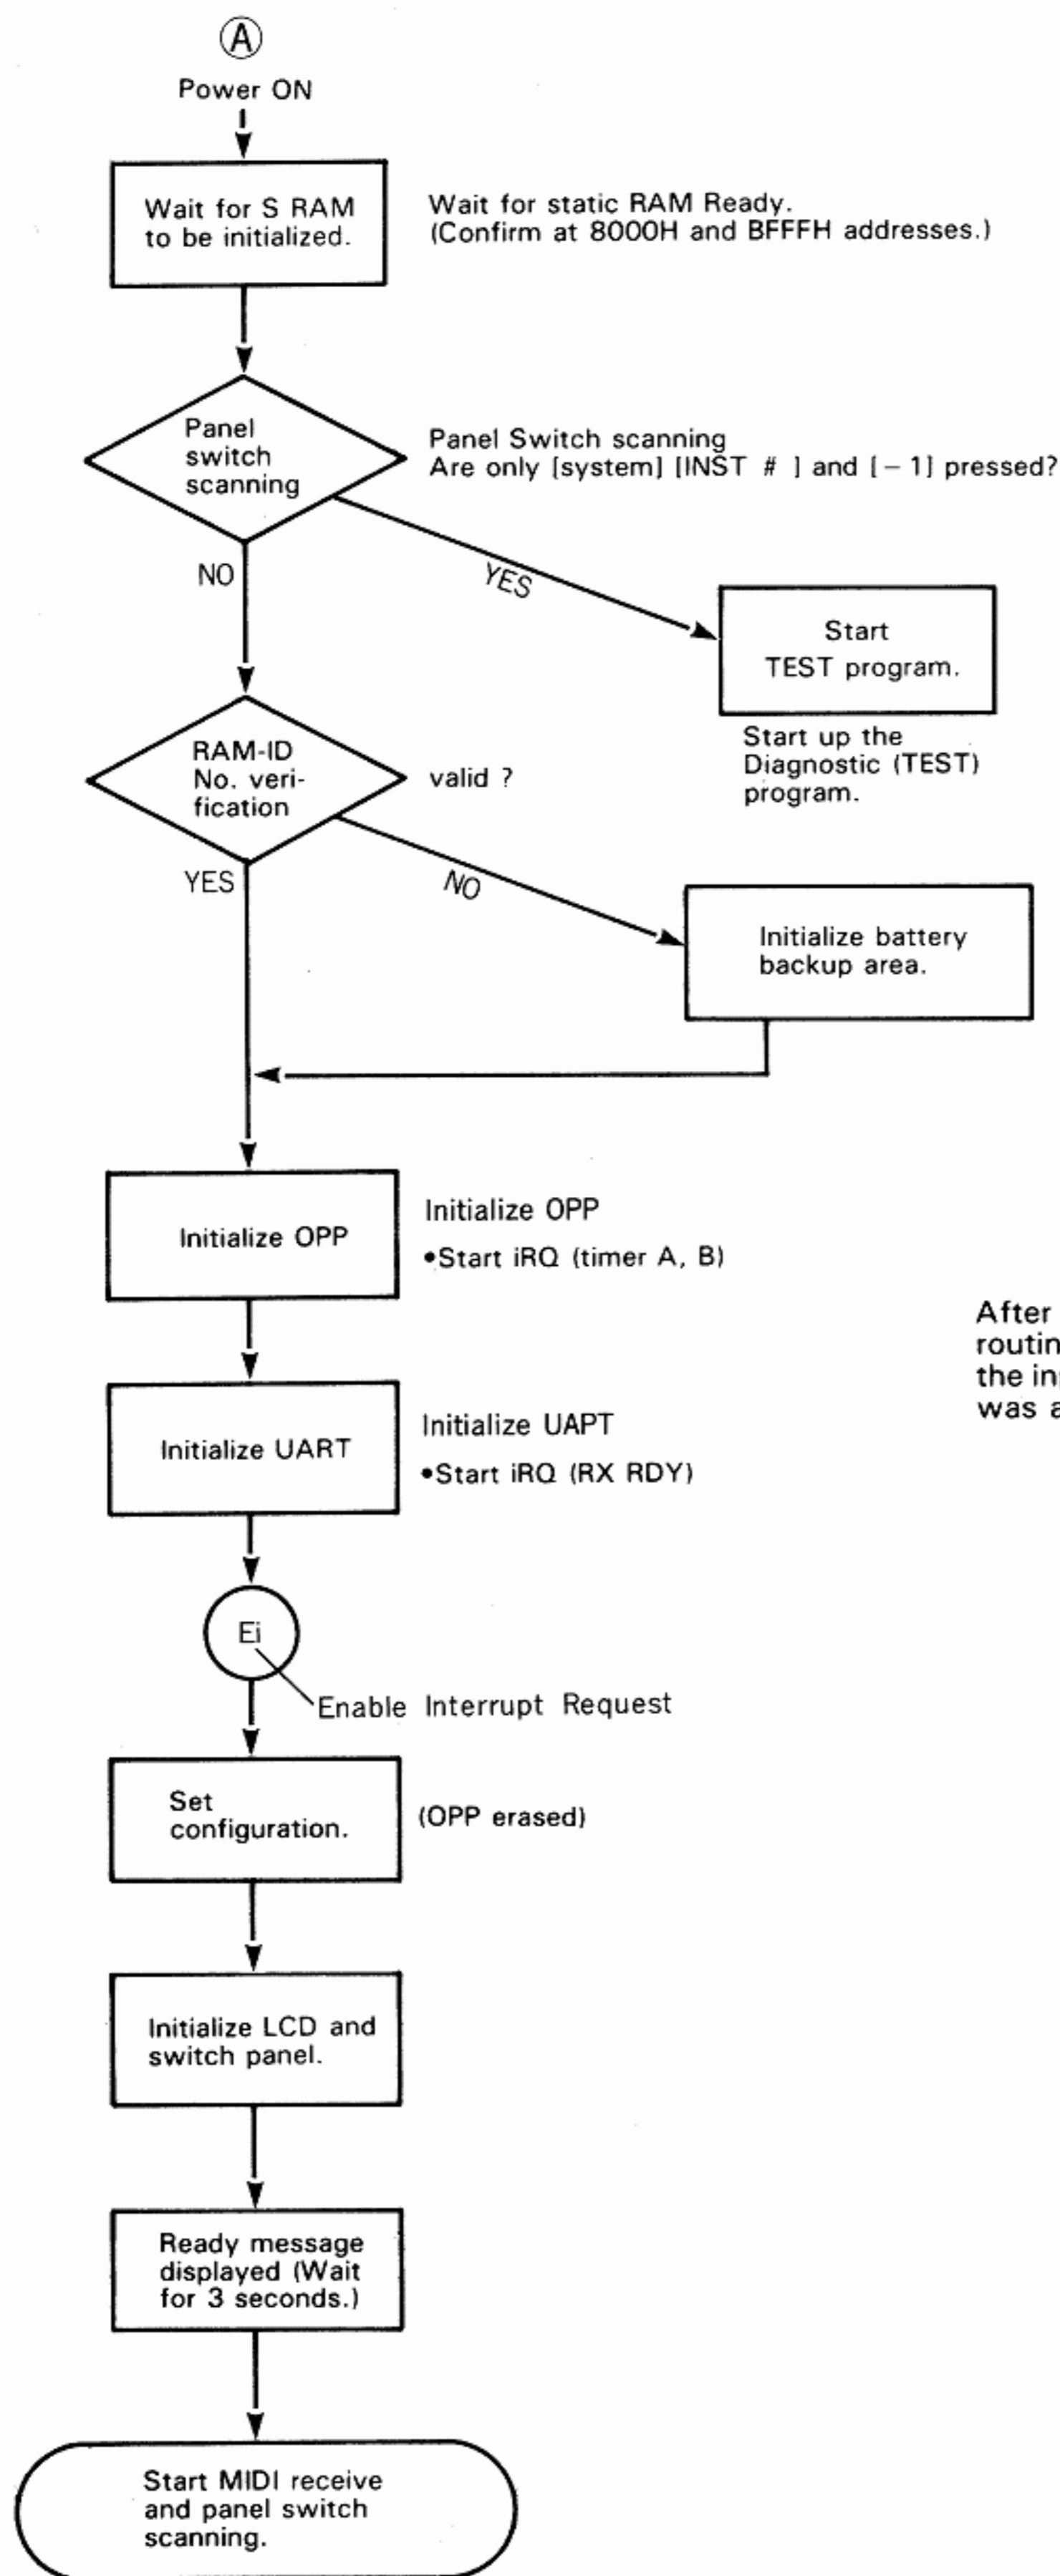 A
Power ON
Wait for S RAM
to be initialized.
Wait for static RAM Ready.
(Confirm at 8000H and BFFFH addresses.)
Panel
switch
scanning
Panel Switch scanning
Are only [system] [INST # ] and [ – 1] pressed?
NO
YES
Start
TEST program.
Start up the
Diagnostic (TEST)
program.
RAM-ID
No. veri-
fication
valid ?
YES
NO
Initialize battery
backup area.
Initialize OPP
Initialize OPP
•Start iRQ (timer A, B)
After
routin
the in
was a
Initialize UART
Initialize UAPT
•Start iRQ (RX RDY)
Ei
Enable Interrupt Request
Set
configuration.
(OPP erased)
Initialize LCD and
switch panel.
Ready message
displayed (Wait
for 3 seconds.)
Start MIDI receive
and panel switch
scanning.